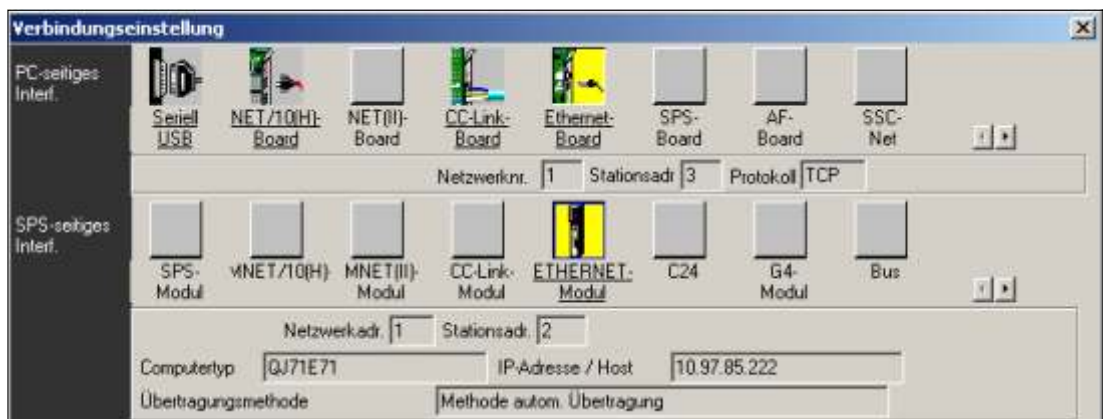 Verbindungseinstellung
PC-seitiges
Interf.
Seriell
USB
NET/10(H)-
Board
NET(II)-
Board
CC-Link-
Board
Ethernet-
Board
SPS-
Board
AF-
Board
SSC-
Net
Netzwerknr. 1 Stationsadr 3 Protokoll TCP
SPS-seitiges
Interf.
SPS-
Modul
MNET/10(H)
MNET(II)-
Modul
CC-Link-
Modul
ETHERNET-
Modul
C24
G4-
Modul
Bus
Netzwerkadr. 1 Stationsadr. 2
Computertyp QJ71E71 IP-Adresse / Host 10.97.85.222
Übertragungsmethode Methode autom. Übertragung